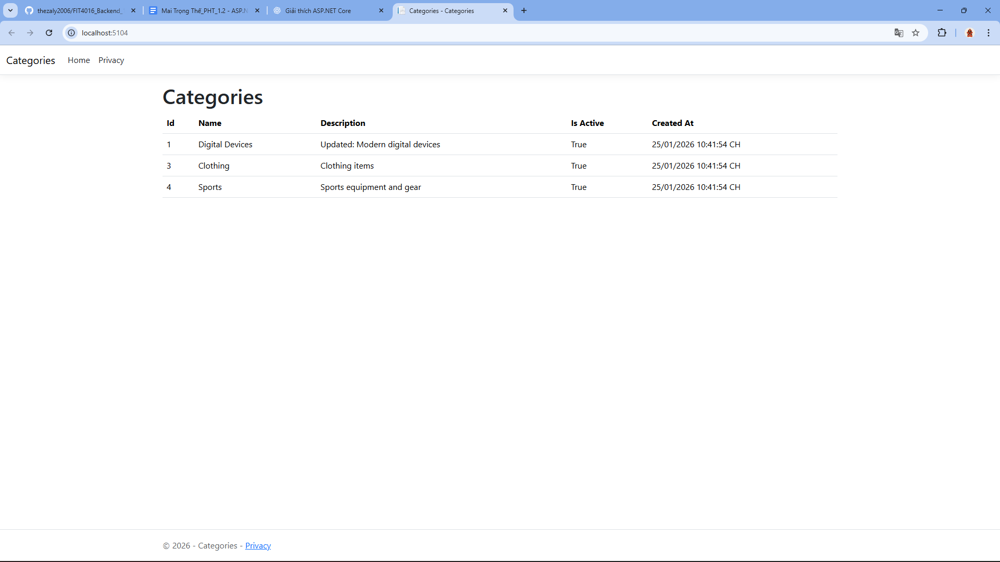 thezaly2006/FIT4016_Backend_
Mai Trọng Thế_PHT_1.2 - ASP.N
Giải thích ASP.NET Core
Categories - Categories
localhost:5104
Categories Home Privacy
Categories
Id Name Description Is Active Created At
1 Digital Devices Updated: Modern digital devices True 25/01/2026 10:41:54 CH
3 Clothing Clothing items True 25/01/2026 10:41:54 CH
4 Sports Sports equipment and gear True 25/01/2026 10:41:54 CH
© 2026 - Categories - Privacy